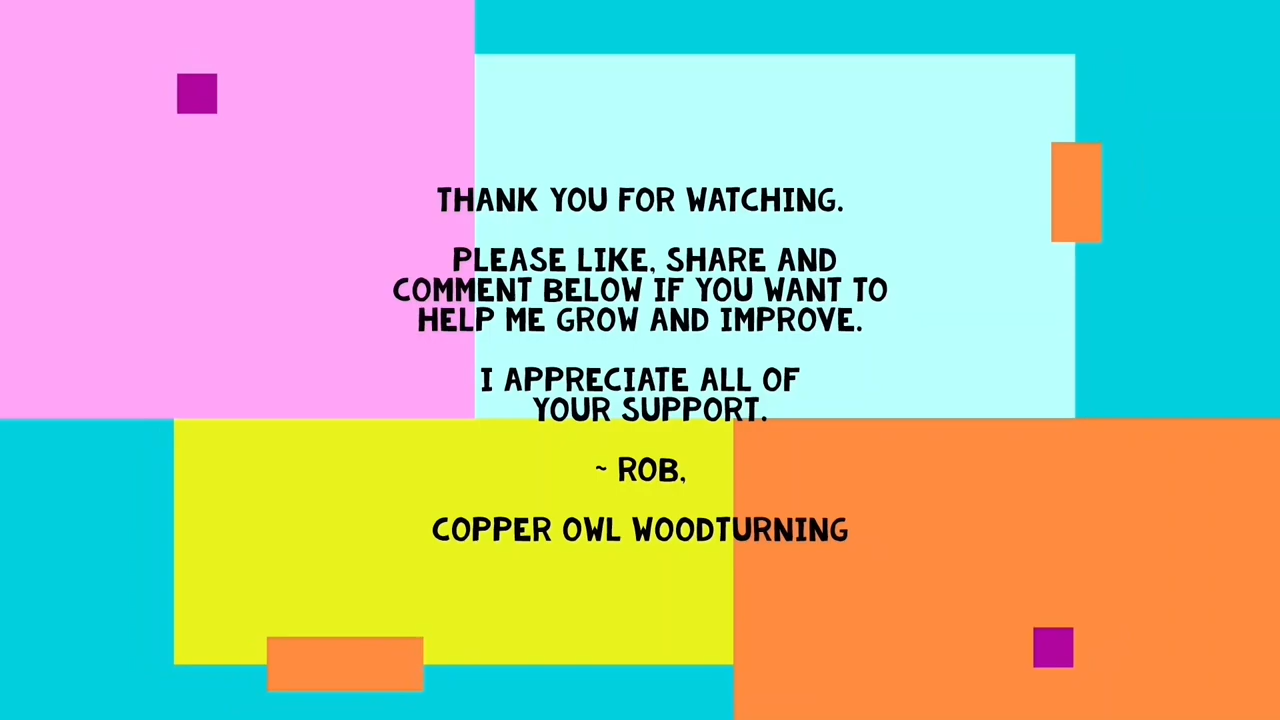 THANK YOU FOR WATCHING.
PLEASE LIKE, SHARE AND
COMMENT BELOW IF YOU WANT TO
HELP ME GROW AND IMPROVE.
I APPRECIATE ALL OF
YOUR SUPPORT.
~ ROB,
COPPER OWL WOODTURNING